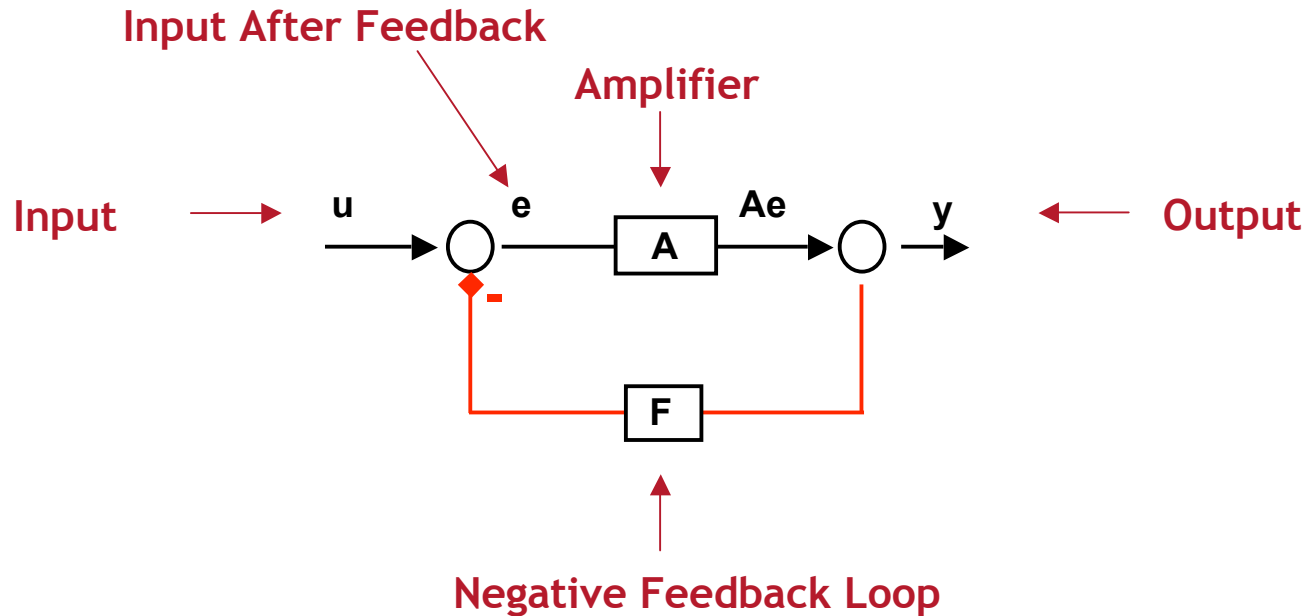 Input After Feedback
Amplifier
Input
u
e
Ae
y
Output
A
-
F
Negative Feedback Loop